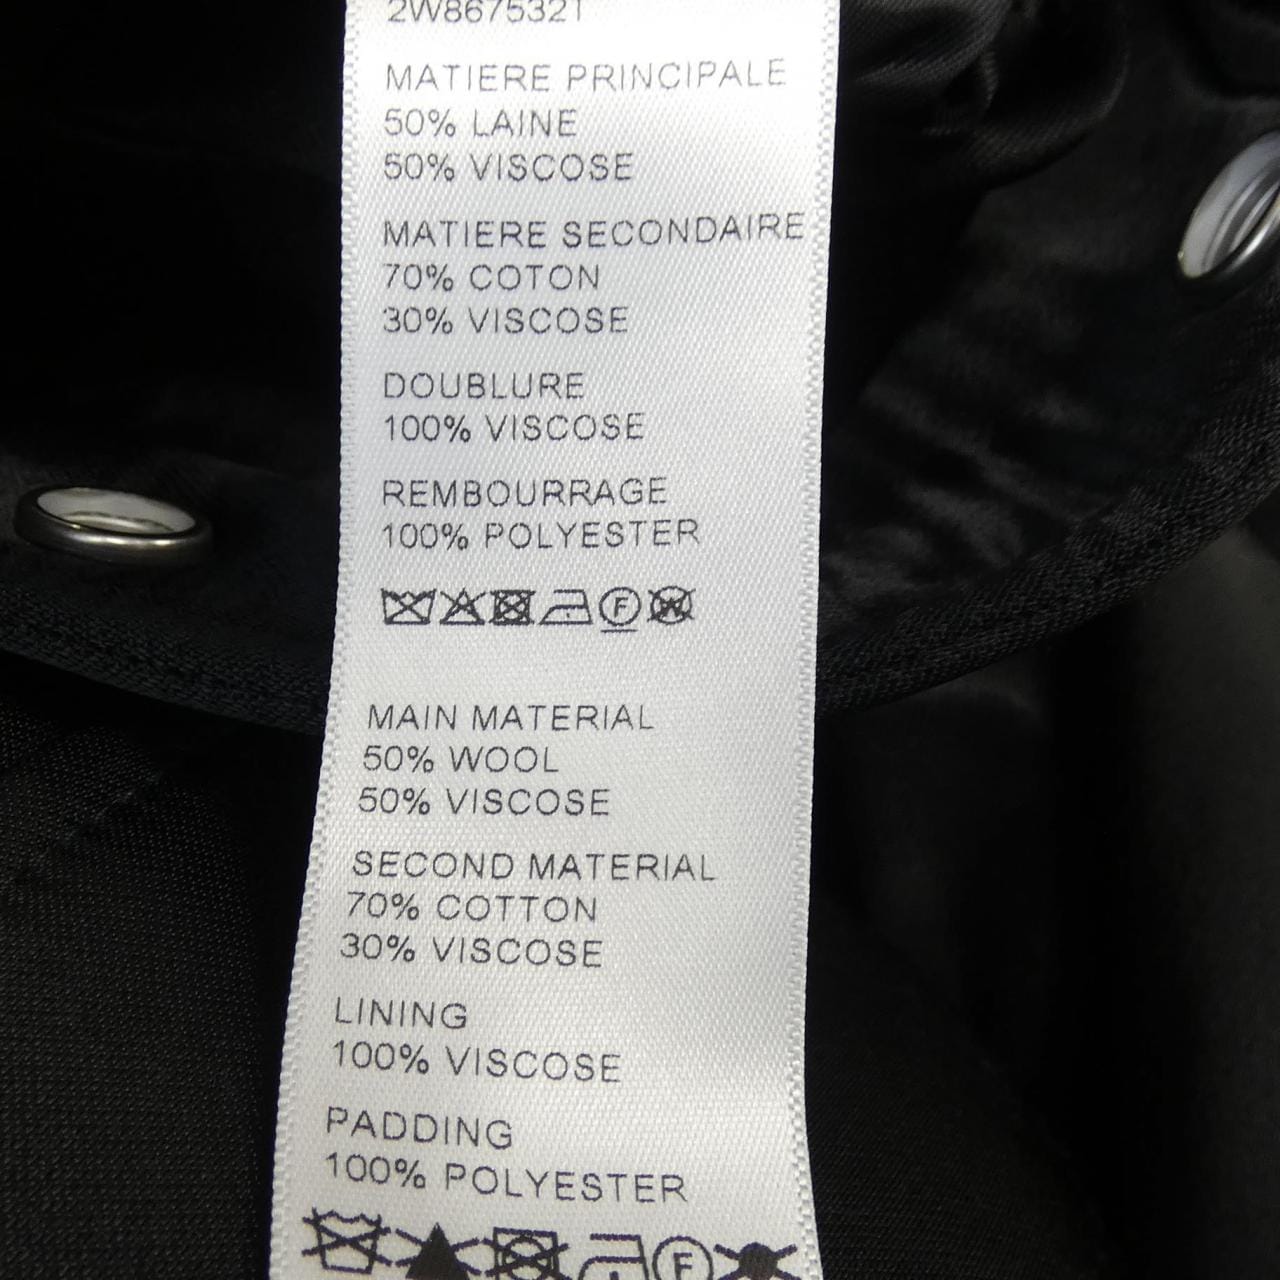 2W867532T
MATIERE PRINCIPALE
50% LAINE
50% VISCOSE
MATIERE SECONDAIRE
70% COTON
30% VISCOSE
DOUBLURE
100% VISCOSE
REMBOURRAGE
100% POLYESTER
F W
MAIN MATERIAL
50% WOOL
50% VISCOSE
SECOND MATERIAL
70% COTTON
30% VISCOSE
LINING
100% VISCOSE
PADDING
100% POLYESTER
F